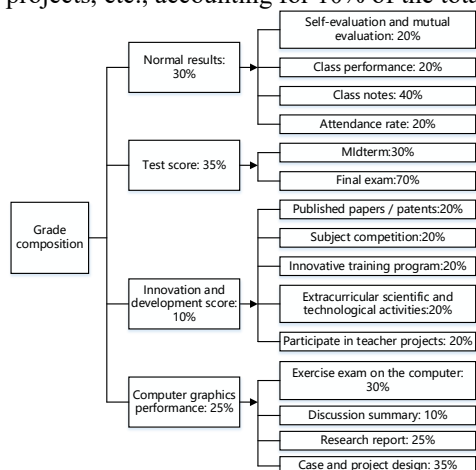 projects, etc., accounting for 10% of the tota
Self-evaluation and mutual
evaluation: 20%
Normal results:
30%
Class performance: 20%
Class notes: 40%
Attendance rate: 20%
Test score: 35%
MIdterm:30%
Final exam:70%
Grade
composition
Published papers / patents:20%
Subject competition:20%
Innovative training program:20%
Innovation and
development score:
10%
Extracurricular scientific and
technological activities:20%
Participate in teacher projects: 20%
Computer graphics
performance: 25%
Exercise exam on the computer:
30%
Discussion summary: 10%
Research report: 25%
Case and project design: 35%